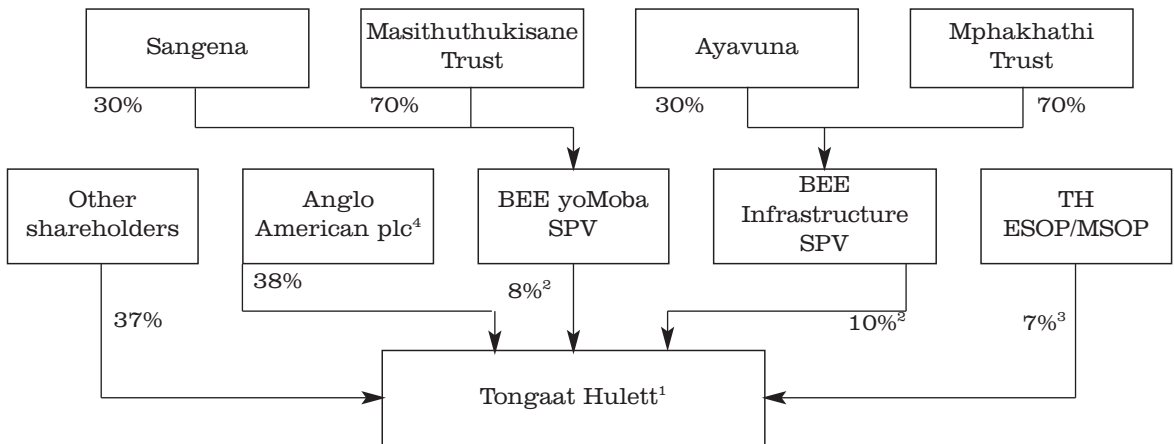 Sangena
Masithuthukisane
Trust
Ayavuna
Mphakhathi
Trust
30%
70%
30%
70%
Other
shareholders
Anglo
American plc⁴
BEE yoMoba
SPV
BEE
Infrastructure
SPV
TH
ESOP/MSOP
37%
38%
8%²
10%²
7%³
Tongaat Hulett¹